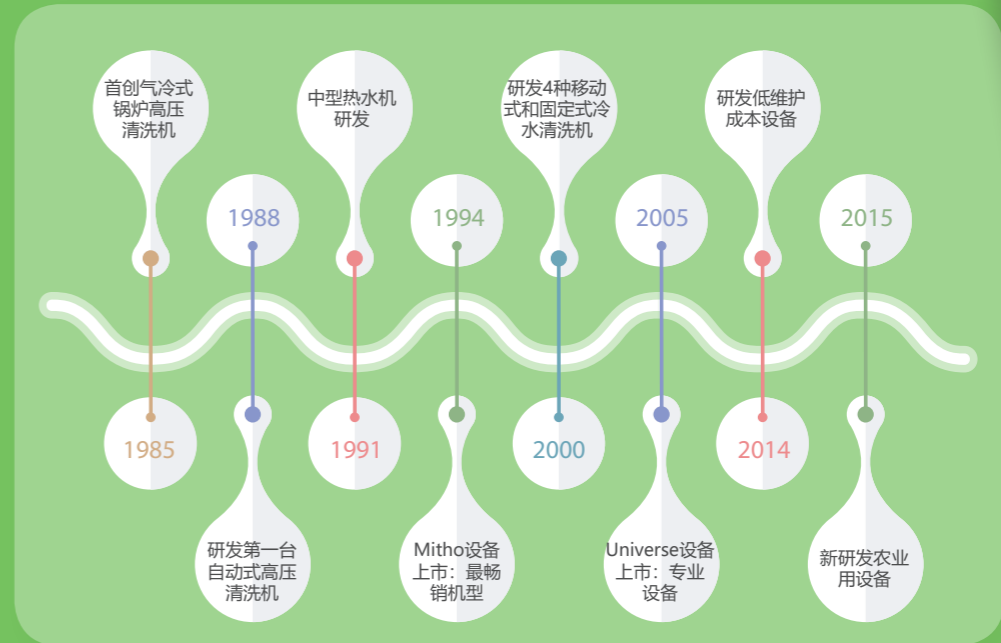 首创气冷式
锅炉高压
清洗机
中型热水机
研发
研发4种移动
式和固定式冷
水清洗机
研发低维护
成本设备
1988
1994
2005
2015
1985
1991
2000
2014
研发第一台
自动式高压
清洗机
Mitho设备
上市：最畅
销机型
Universe设备
上市：专业
设备
新研发农业
用设备